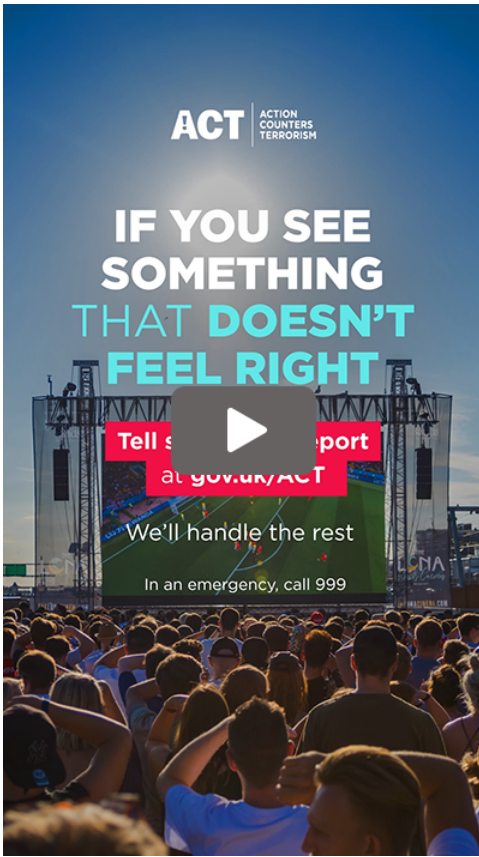 ACT
ACTION
COUNTERS
TERRORISM
IF YOU SEE
SOMETHING
THAT DOESN'T
FEEL RIGHT
Tell s
eport
at gov.uk/ACT
We'll handle the rest
In an emergency, call 999